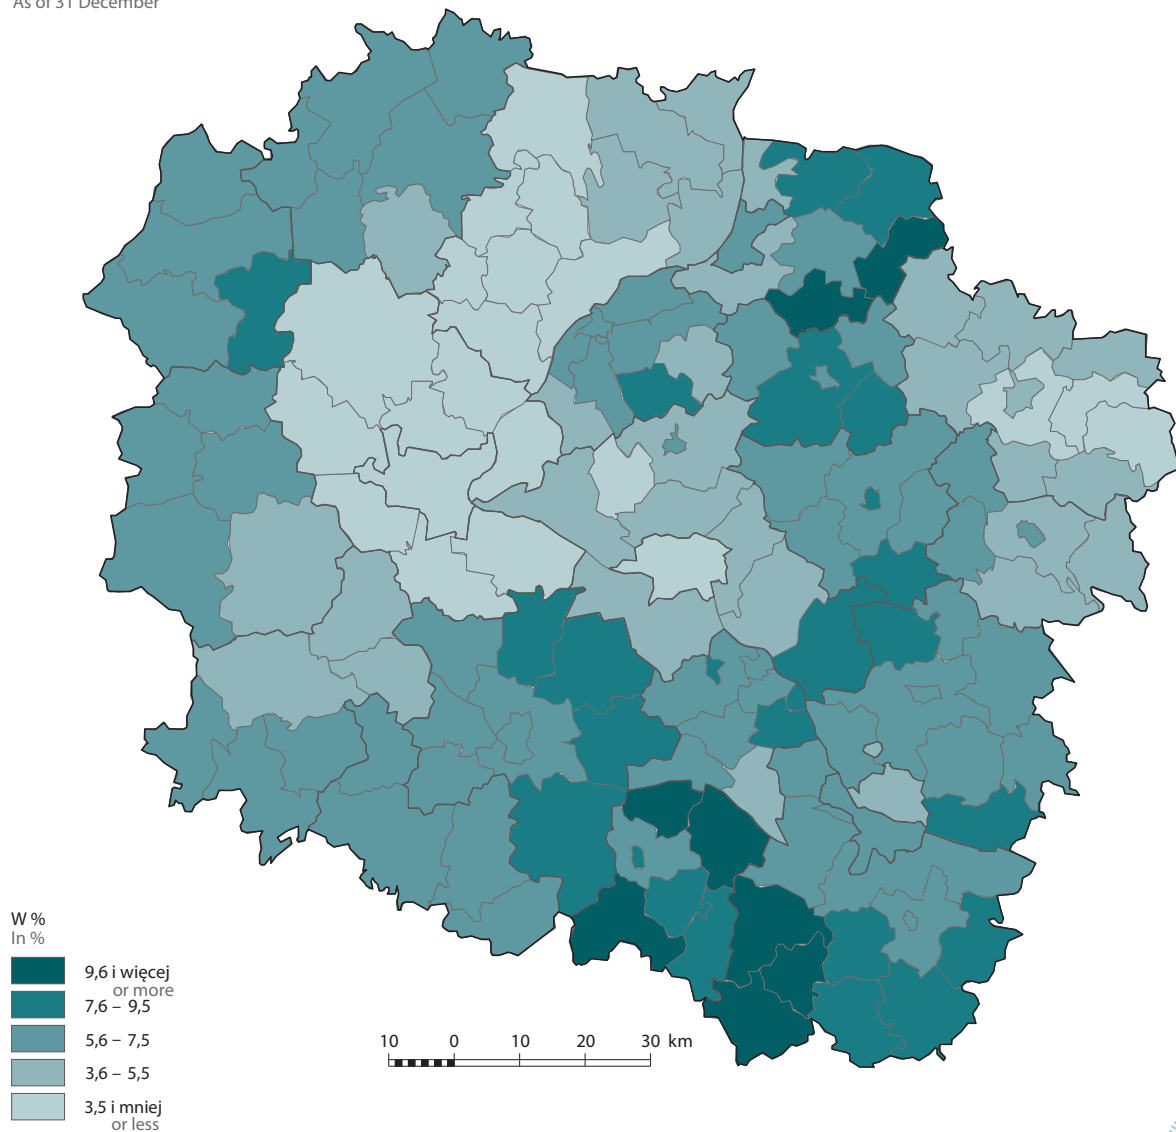 As of 31 December
W %
In %
9,6 i więcej
or more
7,6 – 9,5
5,6 – 7,5
3,6 – 5,5
3,5 i mniej
or less
10 0 10 20 30 km